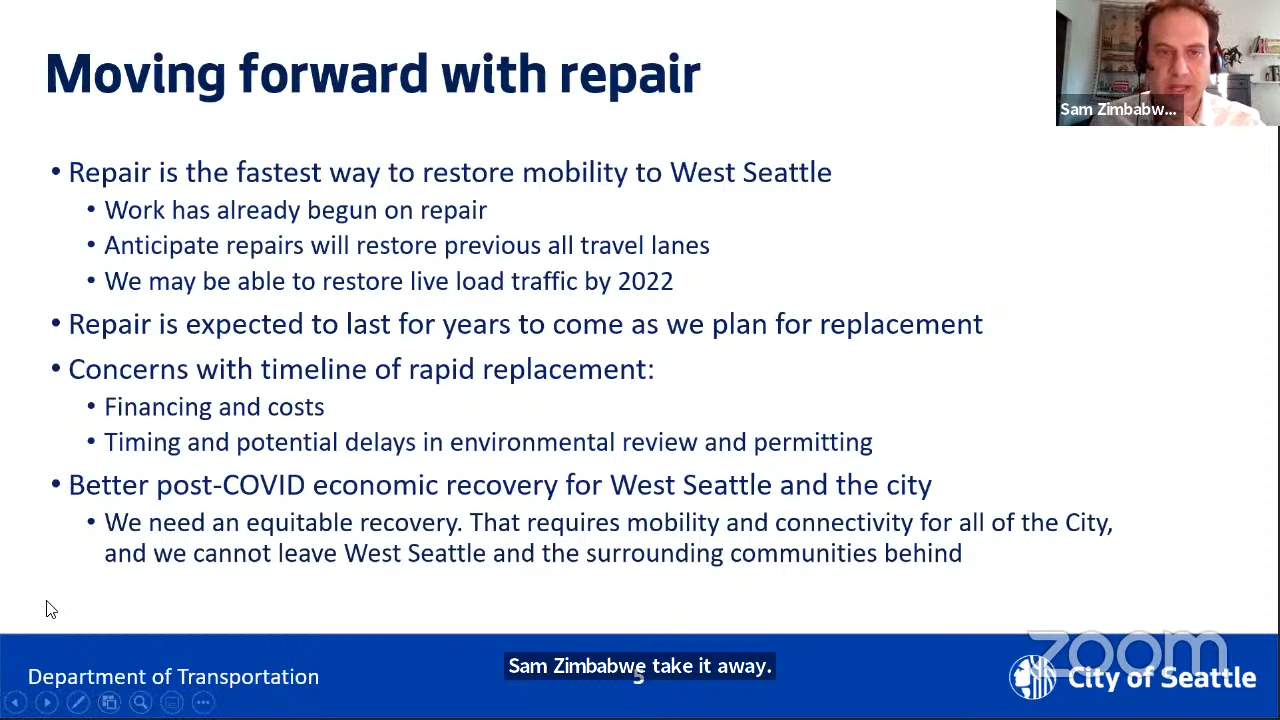 Moving forward with repair
Sam Zimbabw...
• Repair is the fastest way to restore mobility to West Seattle
• Work has already begun on repair
• Anticipate repairs will restore previous all travel lanes
• We may be able to restore live load traffic by 2022
• Repair is expected to last for years to come as we plan for replacement
• Concerns with timeline of rapid replacement:
• Financing and costs
• Timing and potential delays in environmental review and permitting
• Better post-COVID economic recovery for West Seattle and the city
• We need an equitable recovery. That requires mobility and connectivity for all of the City,
and we cannot leave West Seattle and the surrounding communities behind
zoom
Department of Transportation
Sam Zimbabwe take it away.
5
City of Seattle